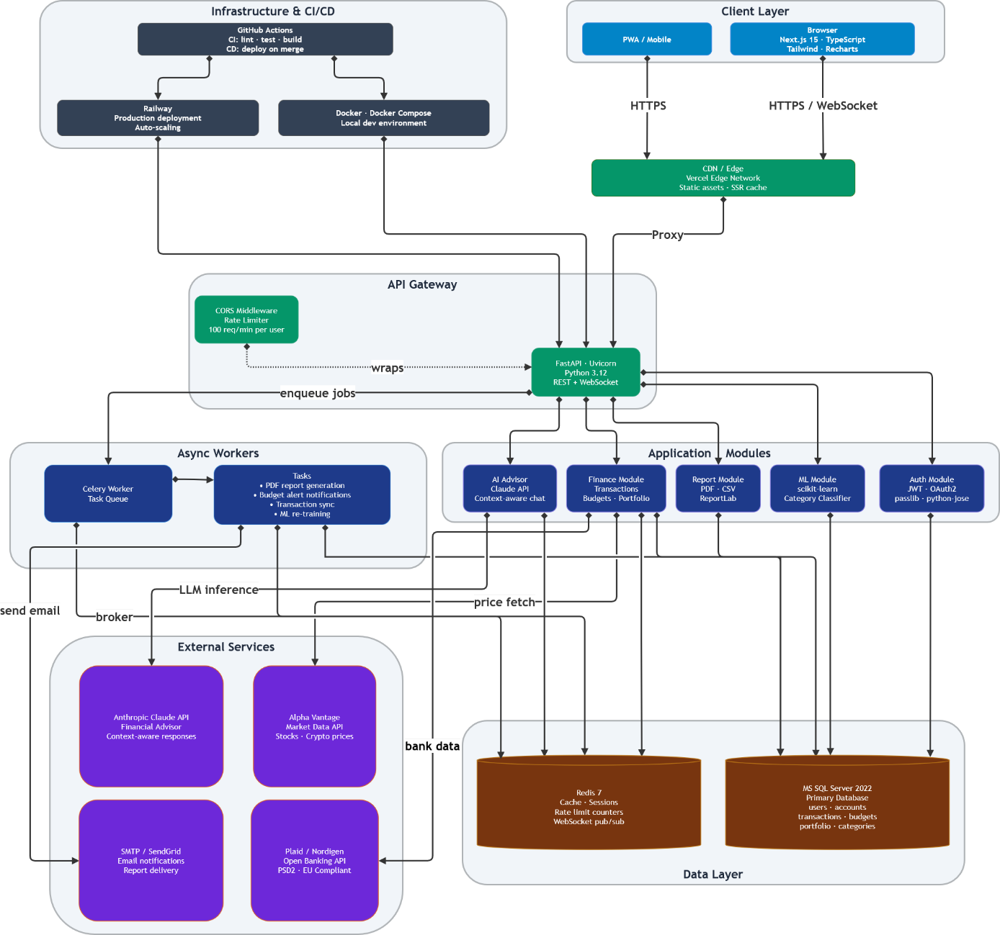 Infrastructure & CI/CD
GitHub Actions
CI: lint · test · build
CD: deploy on merge
Railway
Production deployment
Auto-scaling
Docker · Docker Compose
Local dev environment
Client Layer
PWA / Mobile
Browser
Next.js 15 · TypeScript
Tailwind · Recharts
HTTPS
HTTPS / WebSocket
CDN / Edge
Vercel Edge Network
Static assets · SSR cache
Proxy
API Gateway
CORS Middleware
Rate Limiter
100 req/min per user
wraps
FastAPI · Uvicorn
Python 3.12
REST + WebSocket
enqueue jobs
Async Workers
Celery Worker
Task Queue
Tasks
• PDF report generation
• Budget alert notifications
• Transaction sync
• ML re-training
Application Modules
AI Advisor
Claude API
Context-aware chat
Finance Module
Transactions
Budgets · Portfolio
Report Module
PDF · CSV
ReportLab
ML Module
scikit-learn
Category Classifier
Auth Module
JWT · OAuth2
passlib · python-jose
LLM inference
price fetch
send email
broker
External Services
Anthropic Claude API
Financial Advisor
Context-aware responses
Alpha Vantage
Market Data API
Stocks · Crypto prices
bank data
SMTP / SendGrid
Email notifications
Report delivery
Plaid / Nordigen
Open Banking API
PSD2 · EU Compliant
Redis 7
Cache · Sessions
Rate limit counters
WebSocket pub/sub
MS SQL Server 2022
Primary Database
users · accounts
transactions · budgets
portfolio · categories
Data Layer